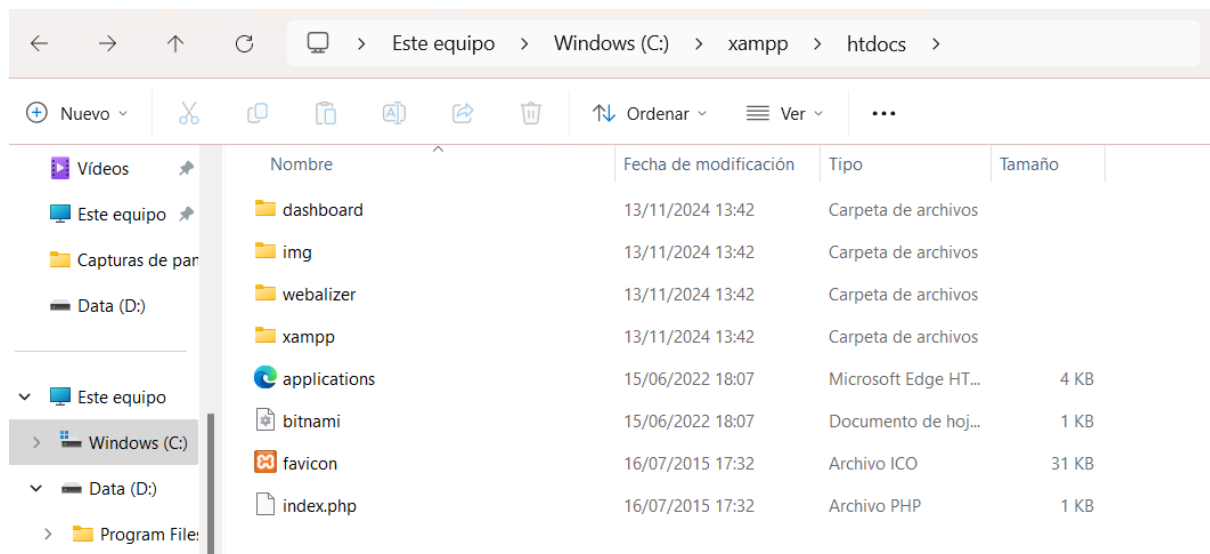 Este equipo > Windows (C:) > xampp > htdocs >
Nuevo Ordenar Ver ...
Vídeos
Este equipo
Capturas de pan
Data (D:)
Este equipo
Windows (C:)
Data (D:)
Program Files
Nombre Fecha de modificación Tipo Tamaño
dashboard 13/11/2024 13:42 Carpeta de archivos
img 13/11/2024 13:42 Carpeta de archivos
webalizer 13/11/2024 13:42 Carpeta de archivos
xampp 13/11/2024 13:42 Carpeta de archivos
applications 15/06/2022 18:07 Microsoft Edge HT... 4 KB
bitnami 15/06/2022 18:07 Documento de hoj... 1 KB
favicon 16/07/2015 17:32 Archivo ICO 31 KB
index.php 16/07/2015 17:32 Archivo PHP 1 KB